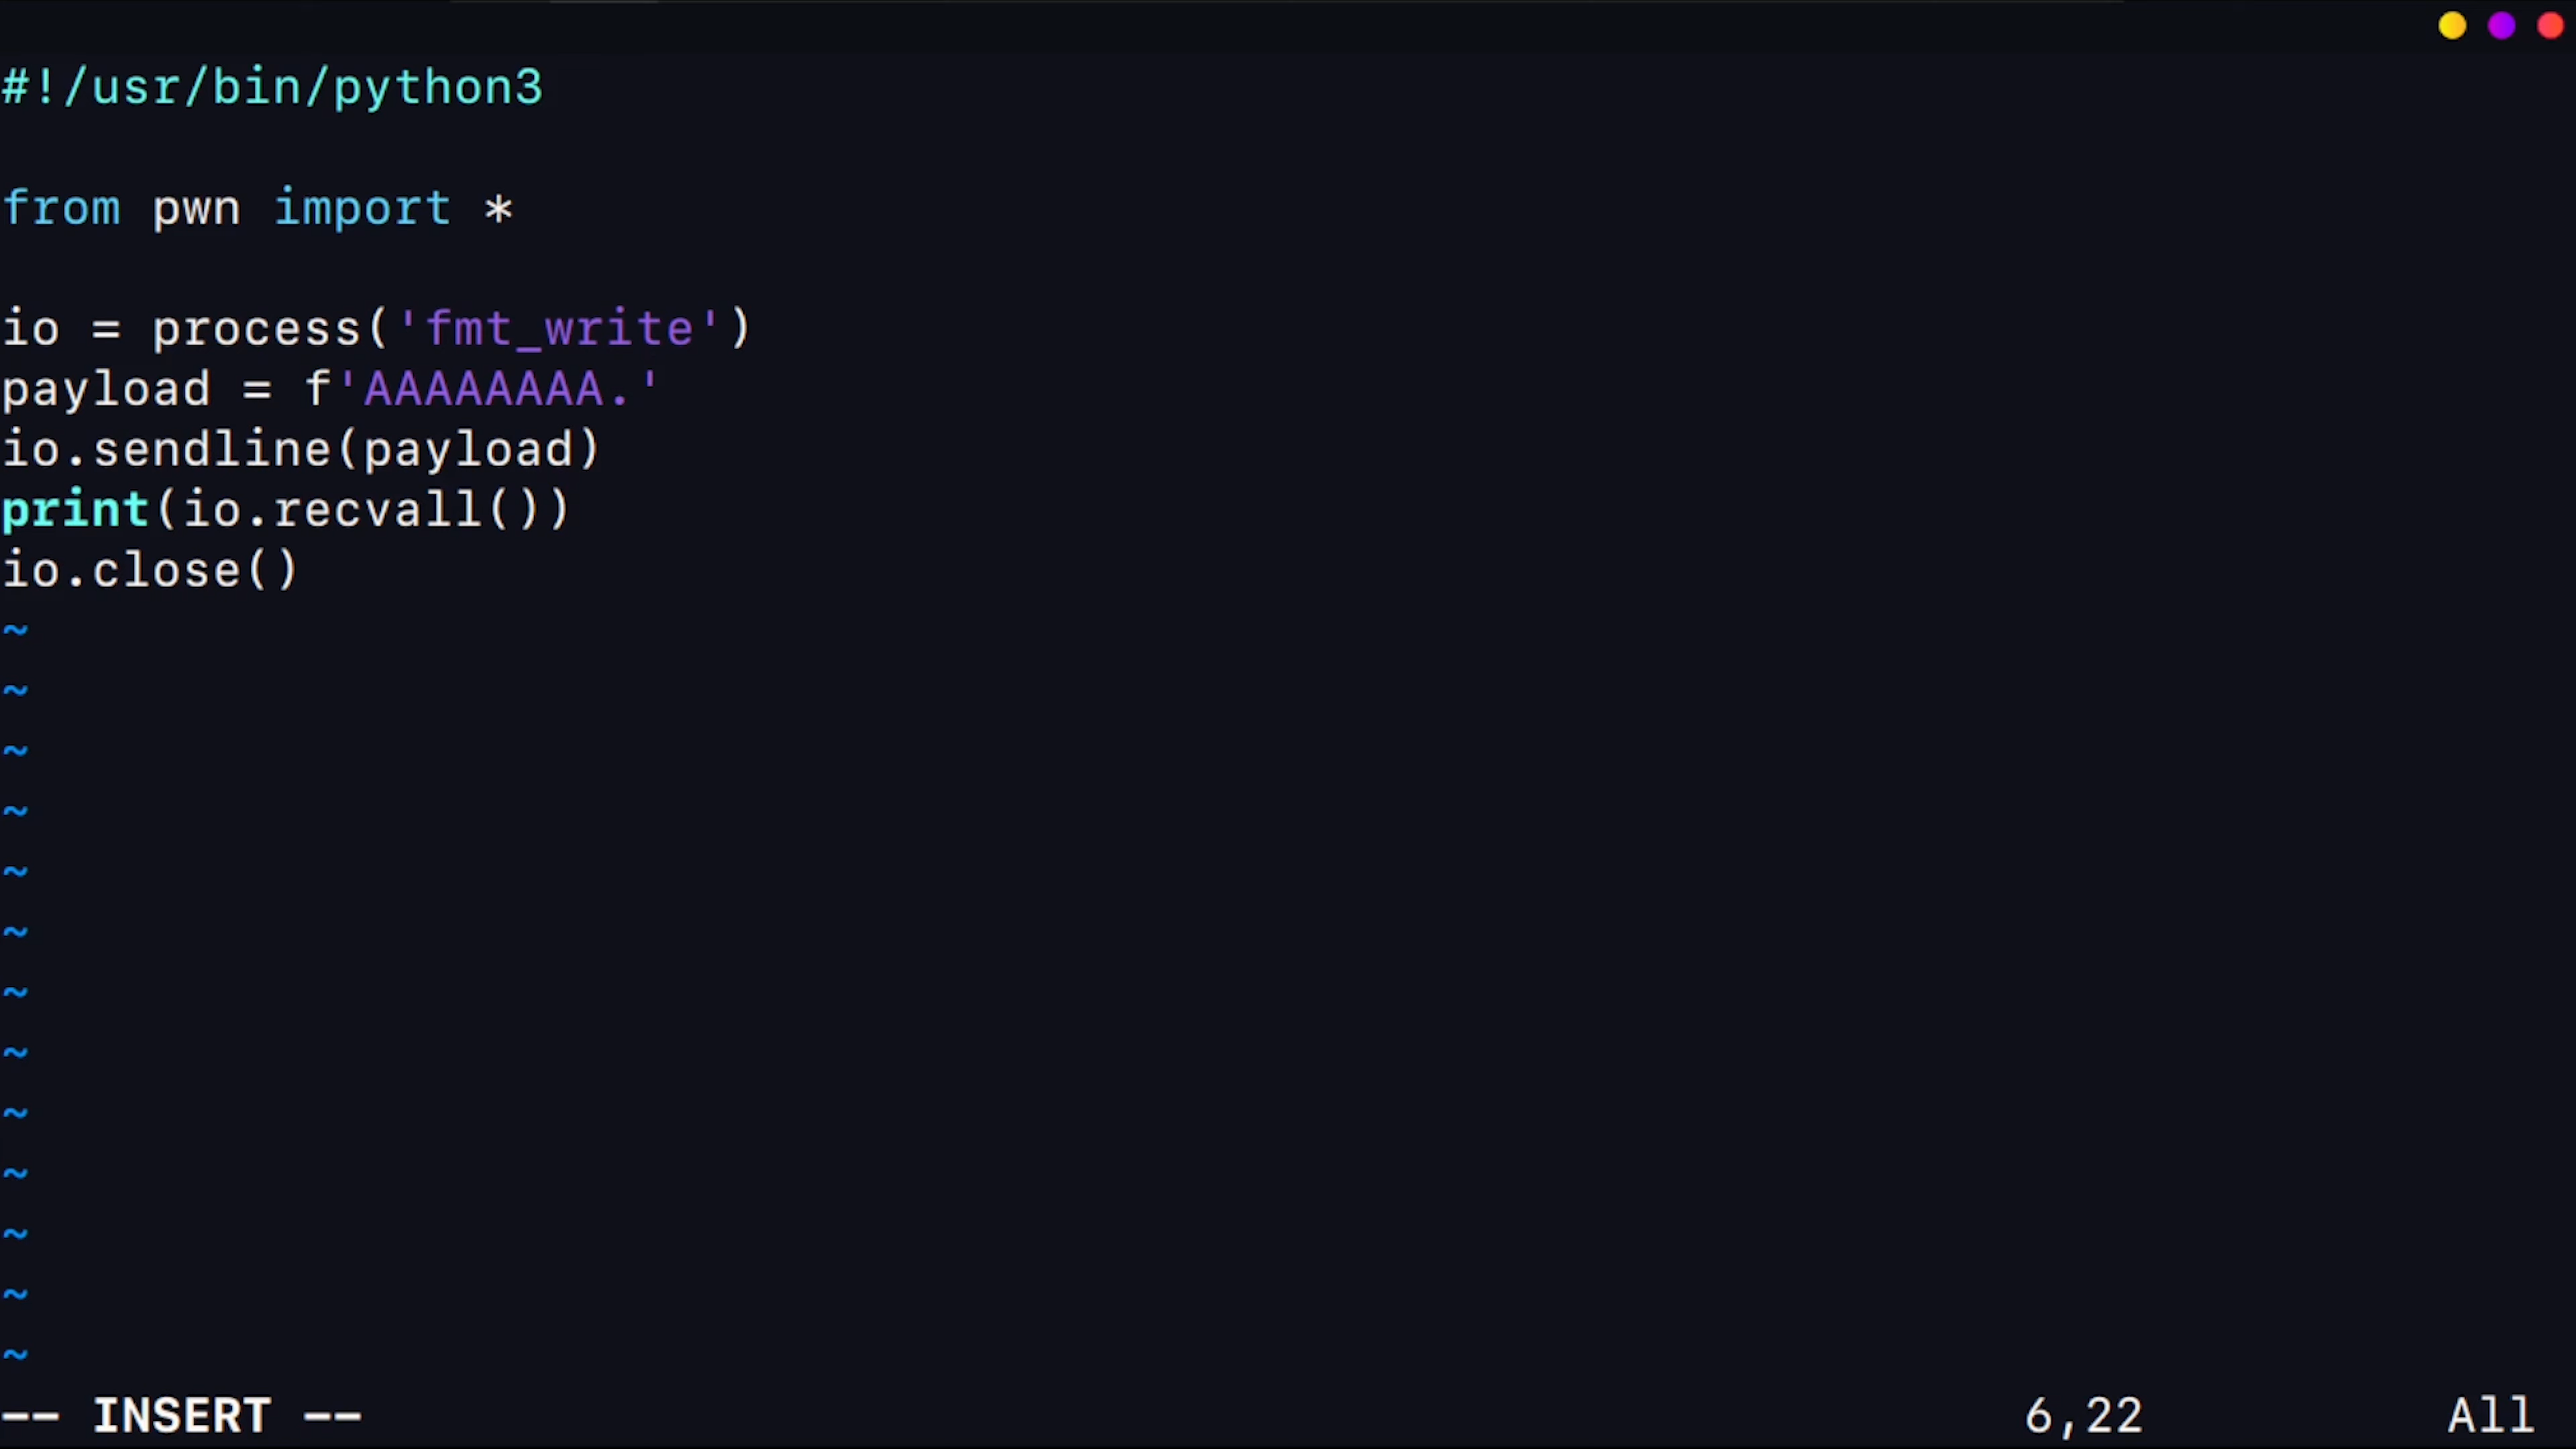 #!/usr/bin/python3
from pwn import *
io = process('fmt_write')
payload = f'AAAAAAAA.'
io.sendline(payload)
print(io.recvall())
io.close()
~
~
~
~
~
~
~
~
~
~
~
~
~
-- INSERT -- 6,22 All